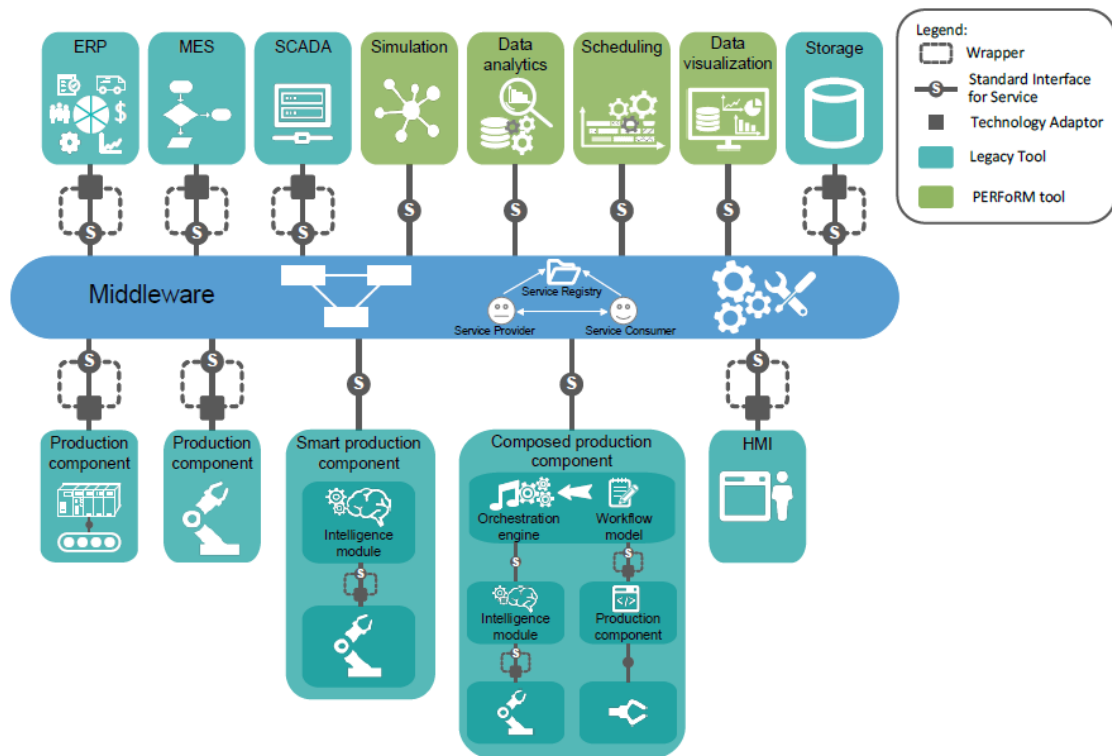 ERP
MES
SCADA
Simulation
Data
analytics
Scheduling
Data
visualization
Storage
Legend:
Wrapper
S
Standard Interface
for Service
Technology Adaptor
Legacy Tool
PERFoRM tool
$
S
S
S
S
S
S
S
S
Middleware
Service Registry
Service Provider
Service Consumer
S
S
S
S
S
Production
component
Production
component
Smart production
component
Intelligence
module
S
Composed production
component
Orchestration
engine
Workflow
model
S
S
Intelligence
module
</>
Production
component
S
HMI